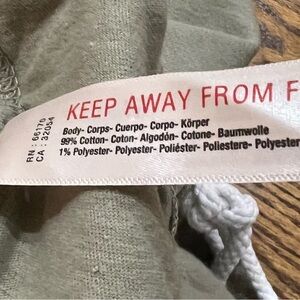 KEEP AWAY FROM F
Body- Corps- Cuerpo- Corpo- Körper
99% Cotton- Coton- Algodón- Cotone- Baumwolle
1% Polyester- Polyester- Poliéster- Poliestere- Polyester
RN : 66170
CA : 32054